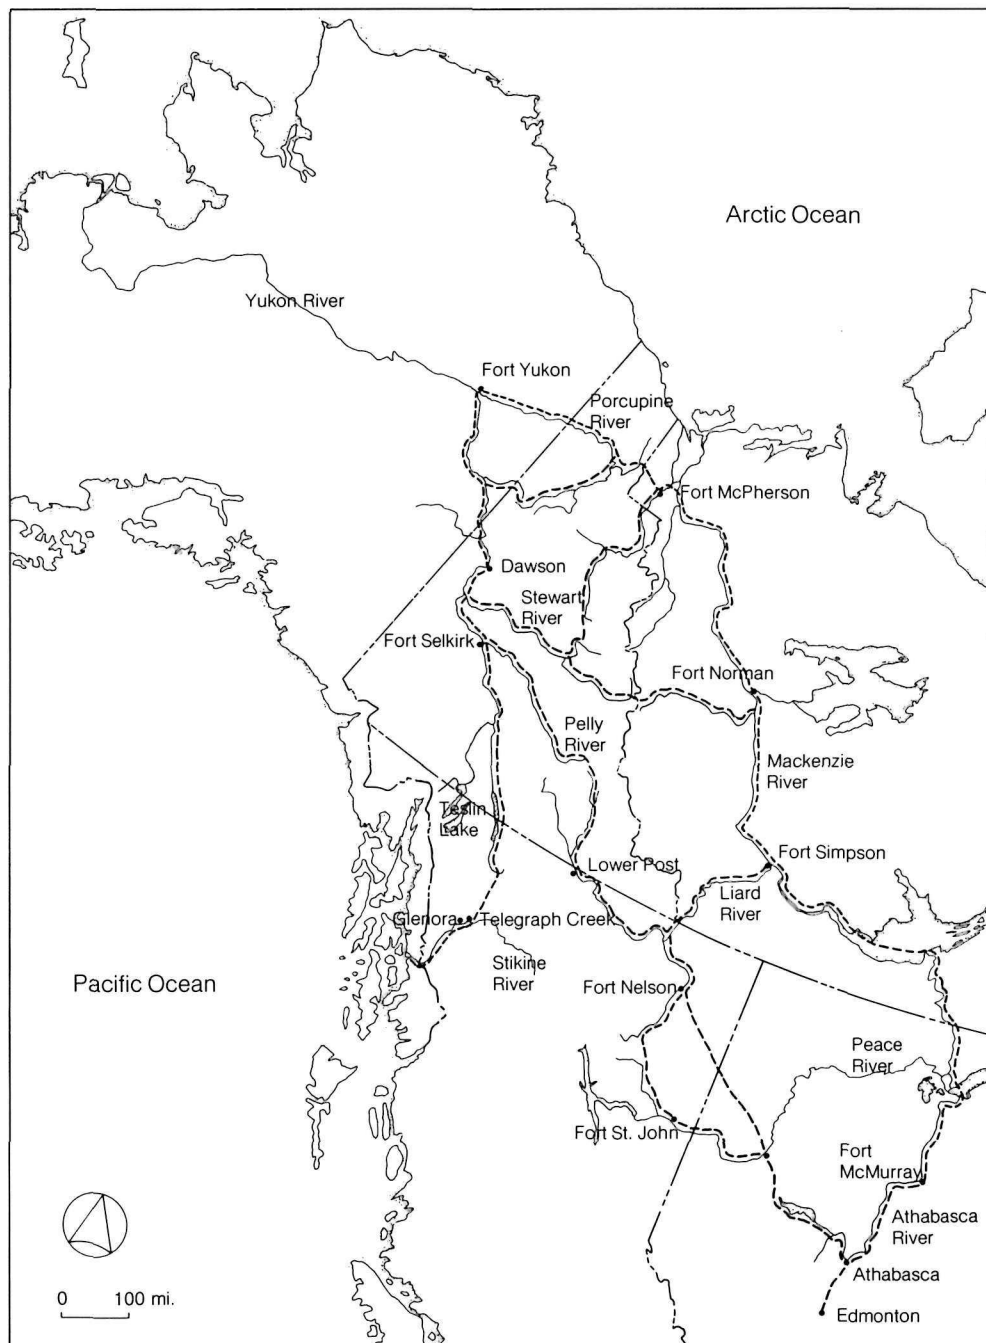 Arctic Ocean
Yukon River
Fort Yukon
Porcupine
River
Fort McPherson
Dawson
Stewart
River
Fort Selkirk
Fort Norman
Pelly
River
Mackenzie
River
Teslin
Lake
Fort Simpson
Lower Post
Liard
River
Glenora
Telegraph Creek
Stikine
River
Pacific Ocean
Fort Nelson
Peace
River
Fort St. John
Fort
McMurray
Athabasca
River
Athabasca
0 100 mi.
Edmonton